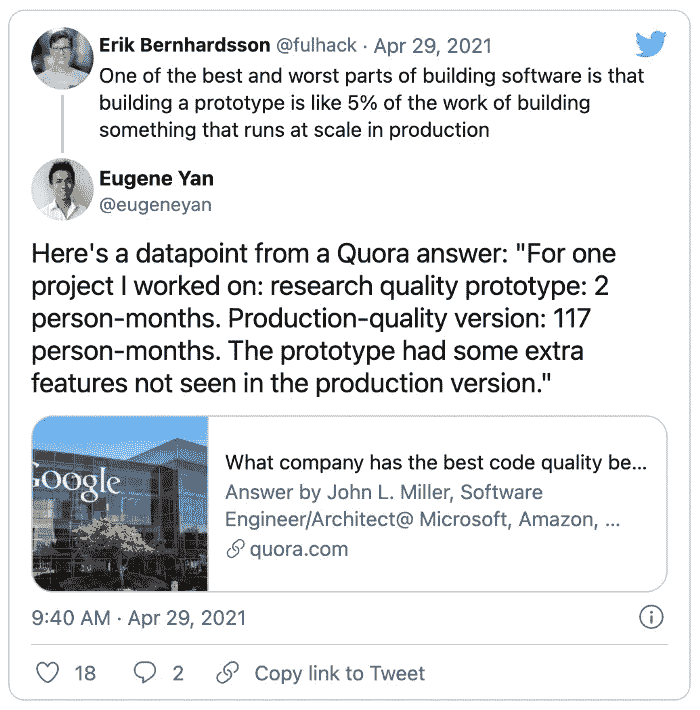 Erik Bernhardsson @fulhack · Apr 29, 2021
One of the best and worst parts of building software is that
building a prototype is like 5% of the work of building
something that runs at scale in production
Eugene Yan
@eugeneyan
Here's a datapoint from a Quora answer: "For one
project I worked on: research quality prototype: 2
person-months. Production-quality version: 117
person-months. The prototype had some extra
features not seen in the production version."
Google
What company has the best code quality be...
Answer by John L. Miller, Software
Engineer/Architect@ Microsoft, Amazon, ...
quora.com
9:40 AM · Apr 29, 2021
18 2 Copy link to Tweet